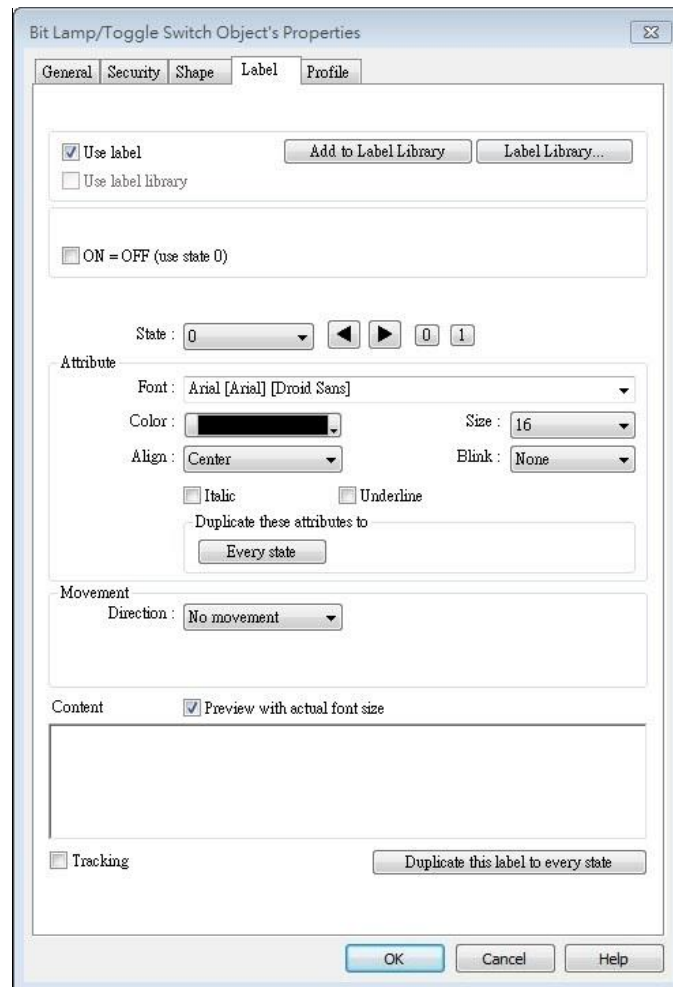 Bit Lamp/Toggle Switch Object's Properties
General Security Shape Label Profile
Use label Add to Label Library Label Library...
Use label library
ON = OFF (use state 0)
State : 0 0 1
Attribute
Font : Arial [Arial] [Droid Sans]
Color : Size : 16
Align : Center Blink : None
Italic Underline
Duplicate these attributes to
Every state
Movement
Direction : No movement
Content Preview with actual font size
Tracking Duplicate this label to every state
OK Cancel Help